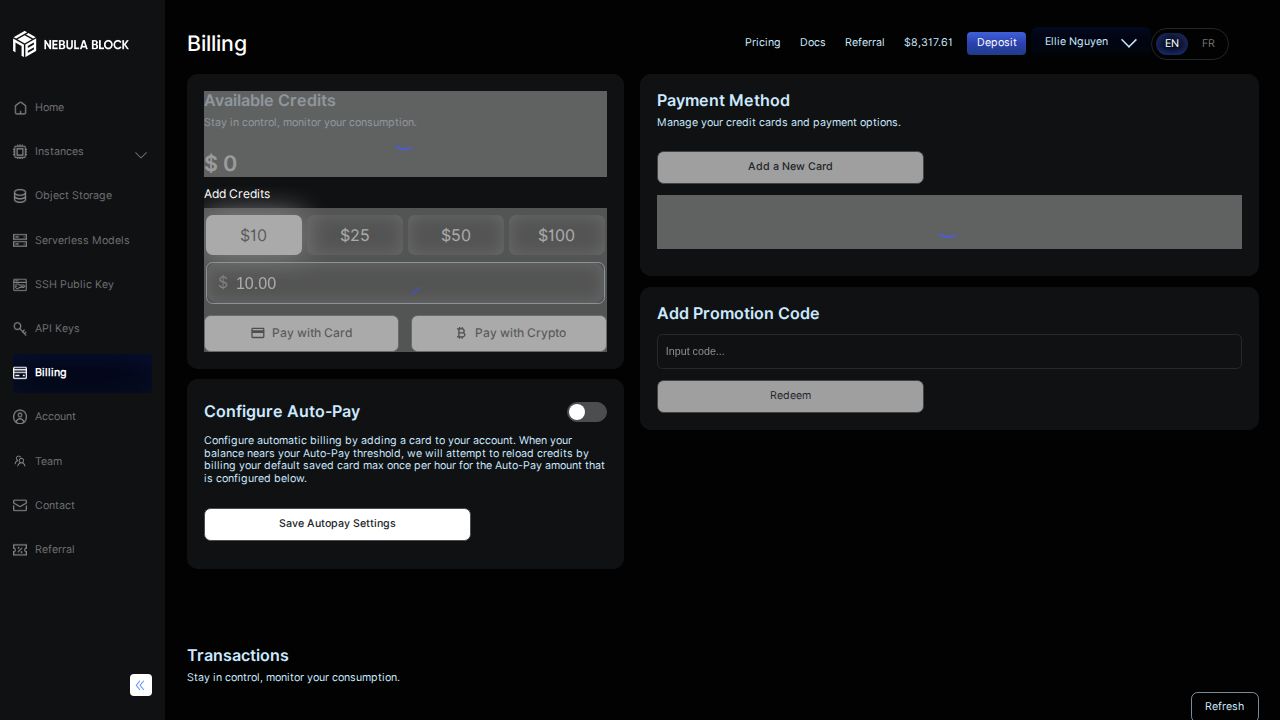 NEBULA BLOCK
Home
Instances
Object Storage
Serverless Models
SSH Public Key
API Keys
Billing
Account
Team
Contact
Referral
Billing
Pricing
Docs
Referral
$8,317.61
Deposit
Ellie Nguyen
EN
FR
Available Credits
Stay in control, monitor your consumption.
$ 0
Add Credits
$10
$25
$50
$100
$ 10.00
Pay with Card
Pay with Crypto
Configure Auto-Pay
Configure automatic billing by adding a card to your account. When your
balance nears your Auto-Pay threshold, we will attempt to reload credits by
billing your default saved card max once per hour for the Auto-Pay amount that
is configured below.
Save Autopay Settings
Payment Method
Manage your credit cards and payment options.
Add a New Card
Add Promotion Code
Input code...
Redeem
Transactions
Stay in control, monitor your consumption.
Refresh